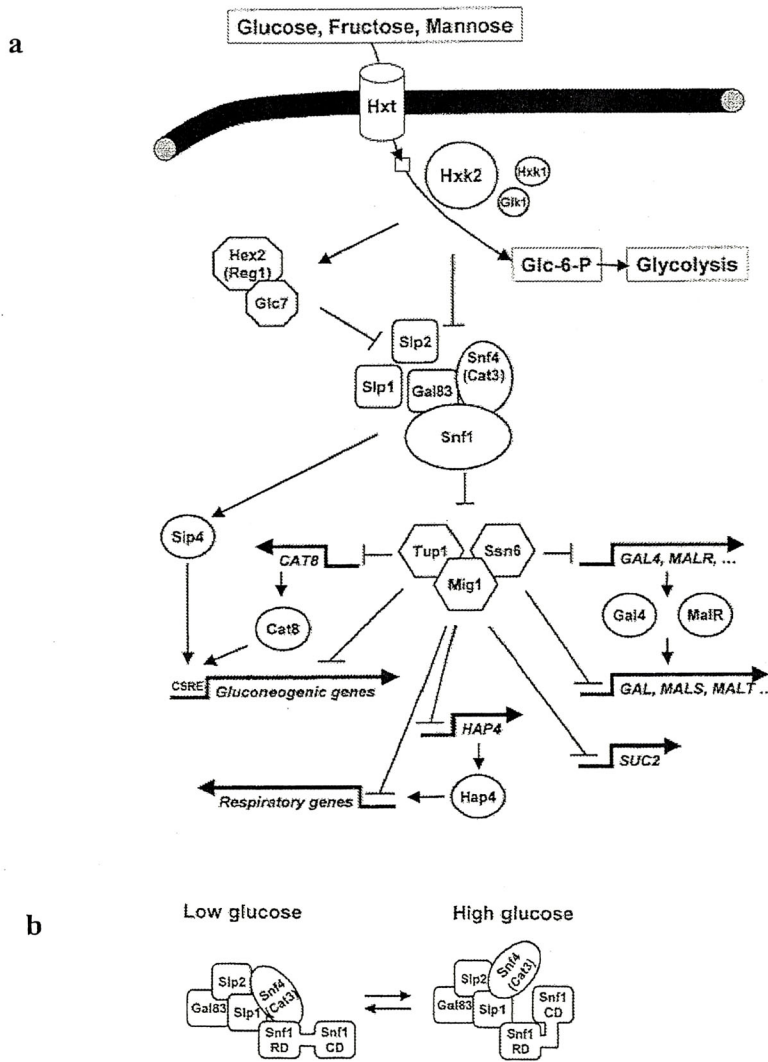 a
Glucose, Fructose, Mannose
Hxt
Hxk2
Hxk1
Glk1
Hex2
(Reg1)
Glc7
Glc-6-P
Glycolysis
Sip2
Snf4
(Cat3)
Sip1
Gal83
Snf1
Sip4
CAT8
Tup1
Ssn6
Mig1
GAL4, MALR, ...
Cat8
Gal4
MalR
CSRE
Gluconeogenic genes
GAL, MALS, MALT ..
HAP4
SUC2
Respiratory genes
Hap4
b
Low glucose
High glucose
Sip2
Snf4
(Cat3)
Gal83
Sip1
Snf1
RD
Snf1
CD
Sip2
Snf4
(Cat3)
Gal83
Sip1
Snf1
CD
Snf1
RD